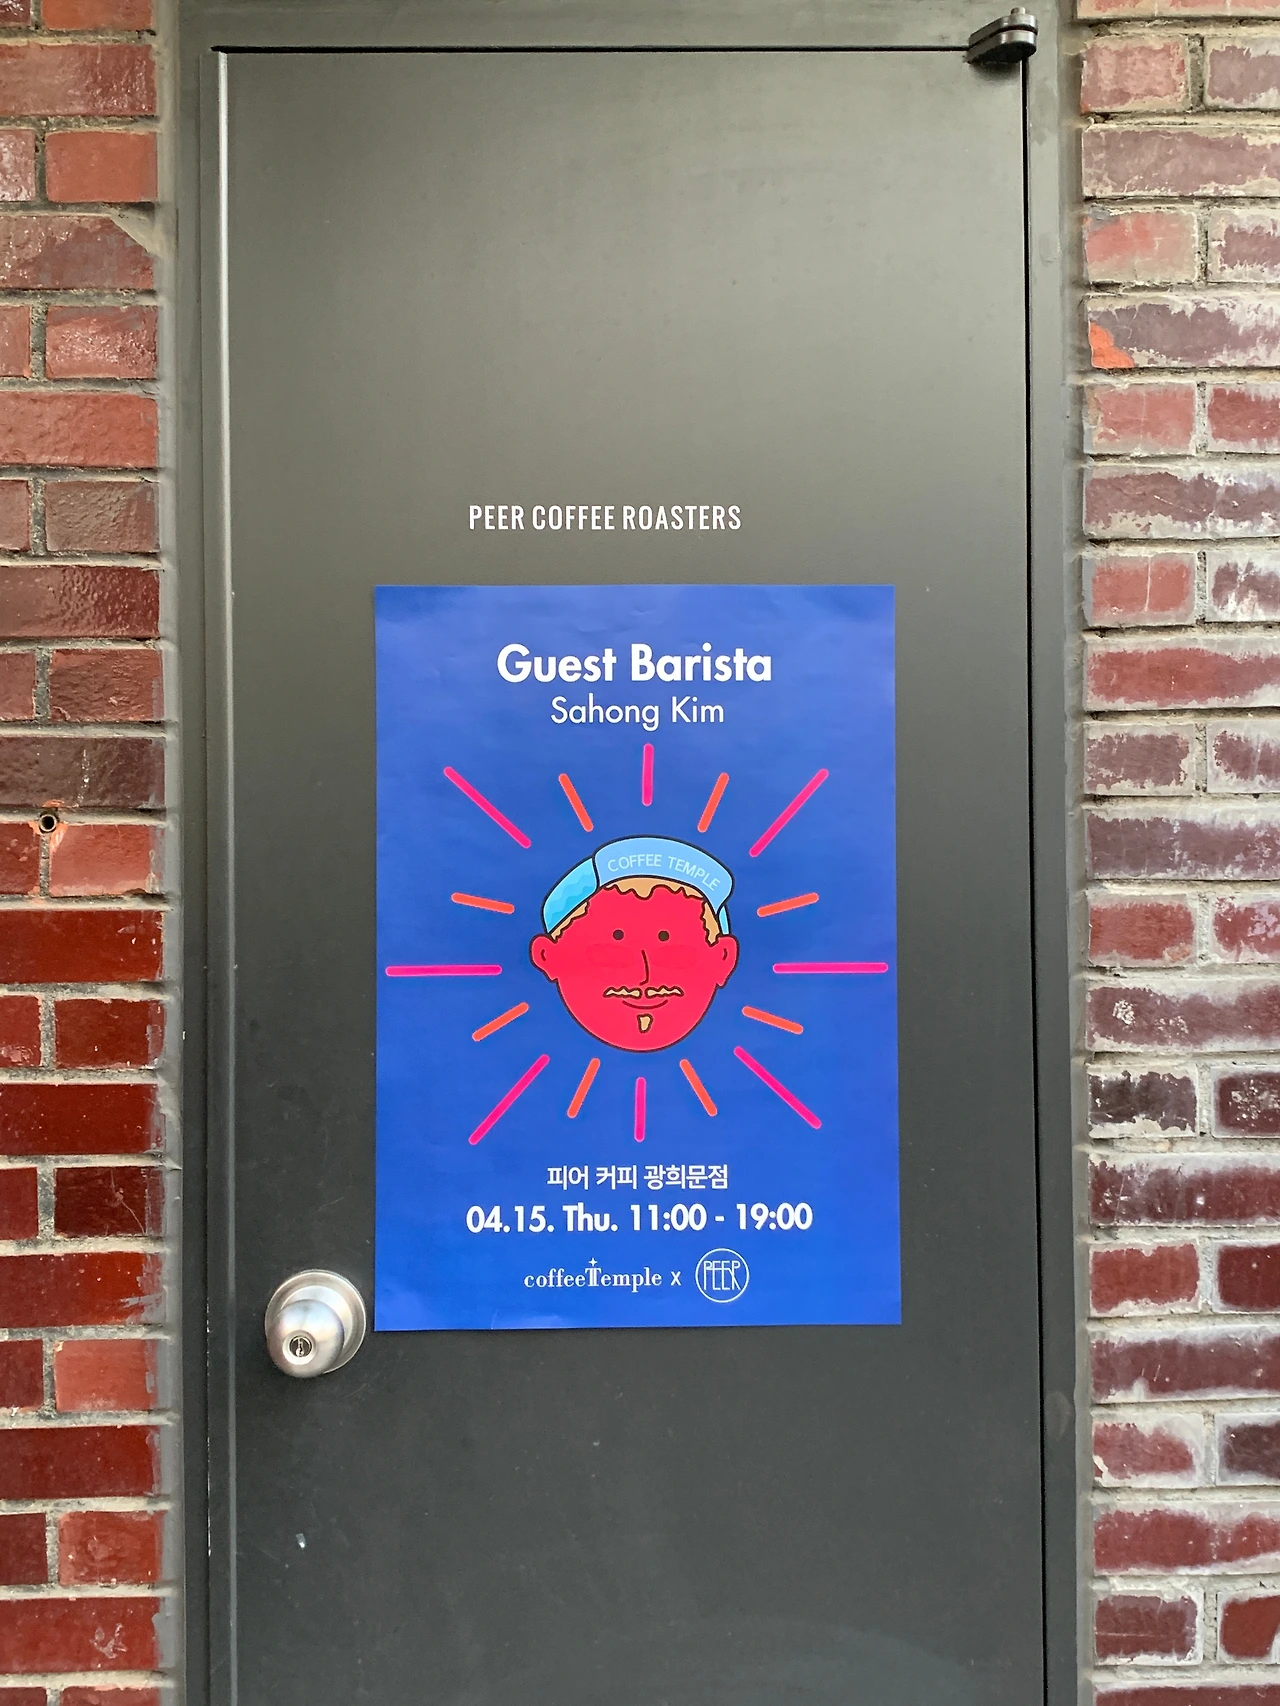 PEER COFFEE ROASTERS
Guest Barista
Sahong Kim
COFFEE TEMPLE
피어 커피 광희문점
04.15. Thu. 11:00 - 19:00
coffeeTemple x PEER